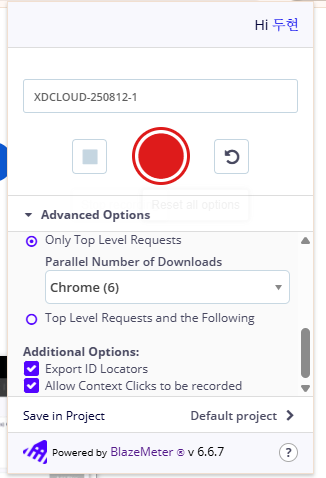 Hi 두현
XDCLOUD-250812-1
Reset all options
Advanced Options
Only Top Level Requests
Parallel Number of Downloads
Chrome (6)
Top Level Requests and the Following
Additional Options:
Export ID Locators
Allow Context Clicks to be recorded
Save in Project Default project
Powered by BlazeMeter ® v 6.6.7 ?